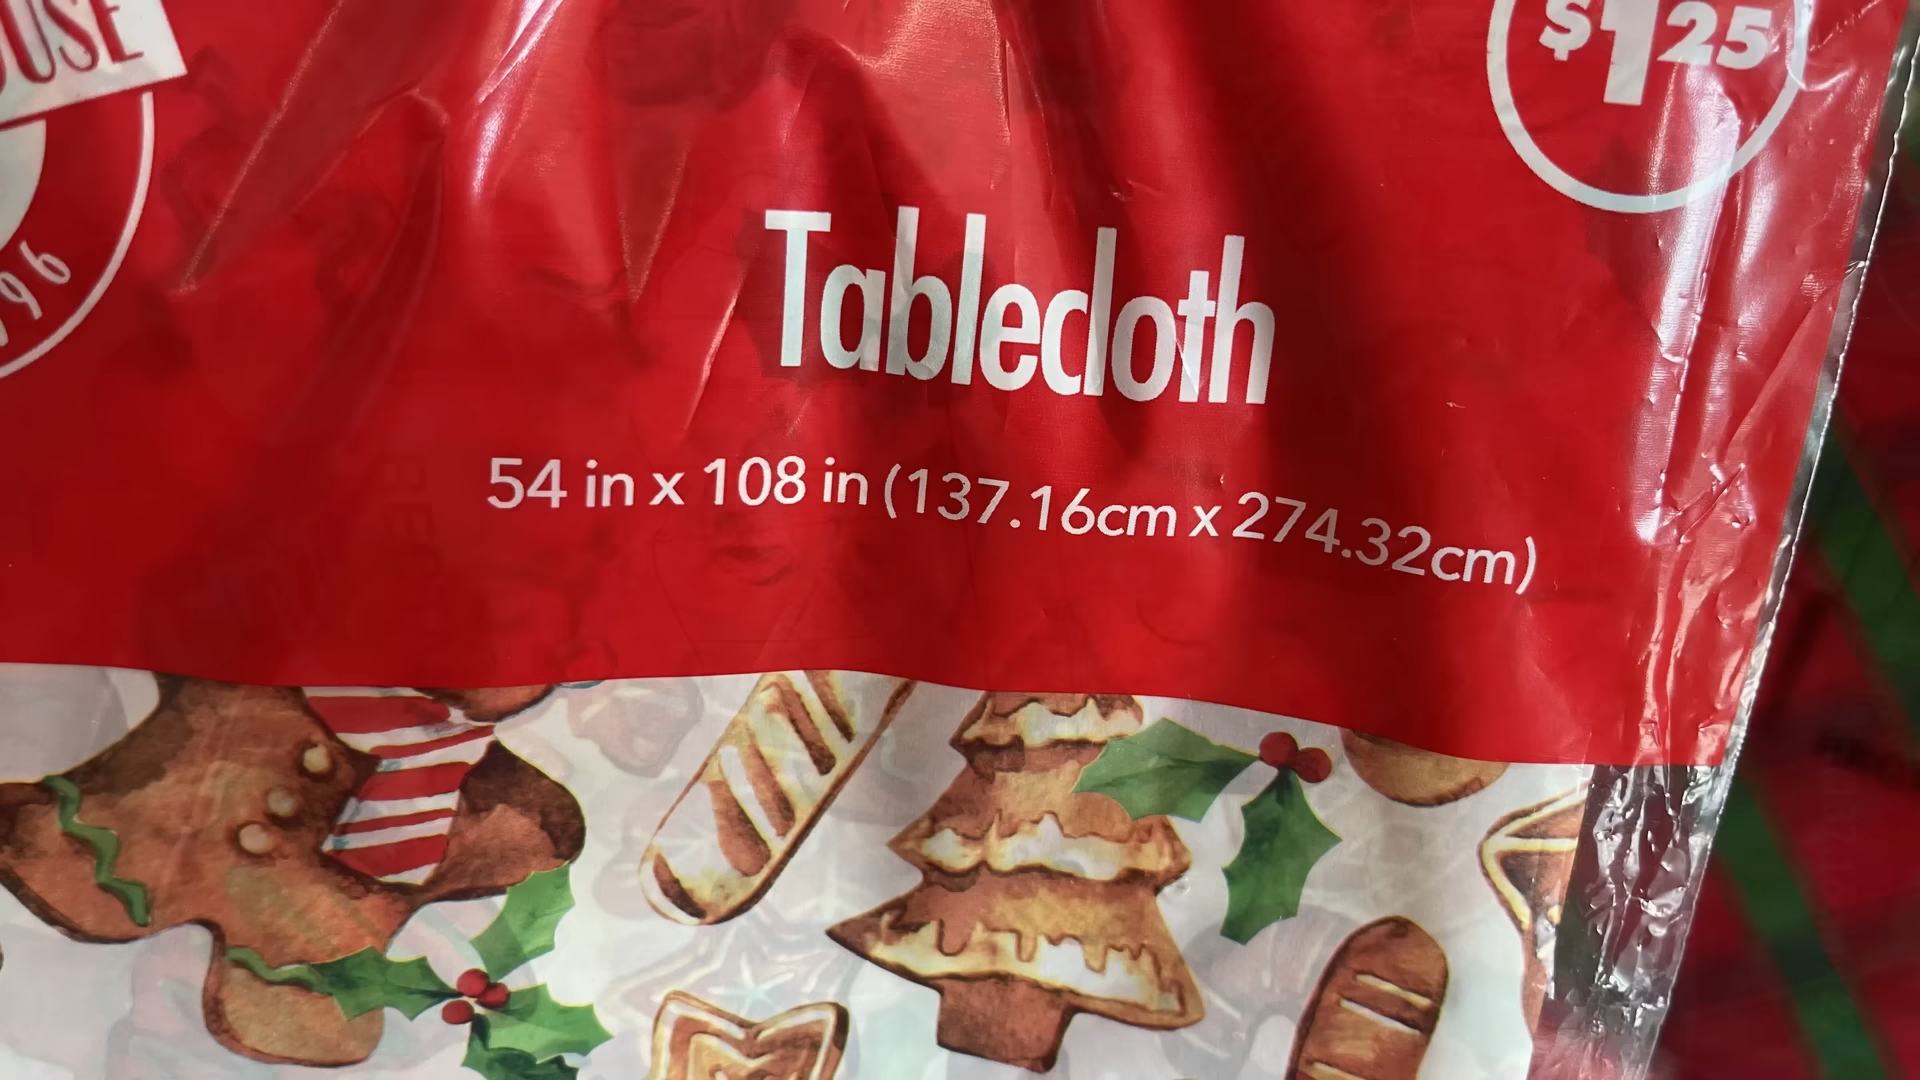 $1.25
Tablecloth
54 in x 108 in (137.16cm x 274.32cm)